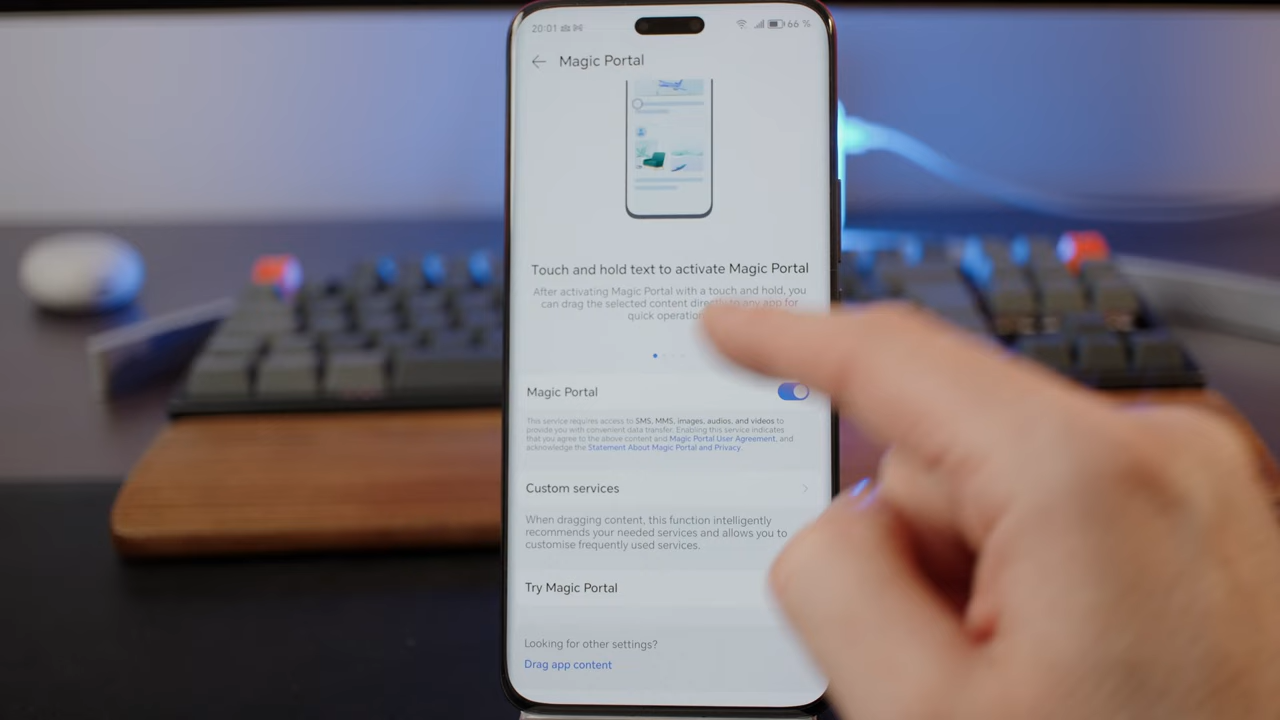 20:01 66 %
Magic Portal
Touch and hold text to activate Magic Portal
After activating Magic Portal with a touch and hold, you
can drag the selected content directly to any app for
quick operatio
Magic Portal
This service requires access to SMS, MMS, images, audios, and videos to
provide you with convenient data transfer. Enabling this service indicates
that you agree to the above content and Magic Portal User Agreement, and
acknowledge the Statement About Magic Portal and Privacy.
Custom services
When dragging content, this function intelligently
recommends your needed services and allows you to
customise frequently used services.
Try Magic Portal
Looking for other settings?
Drag app content